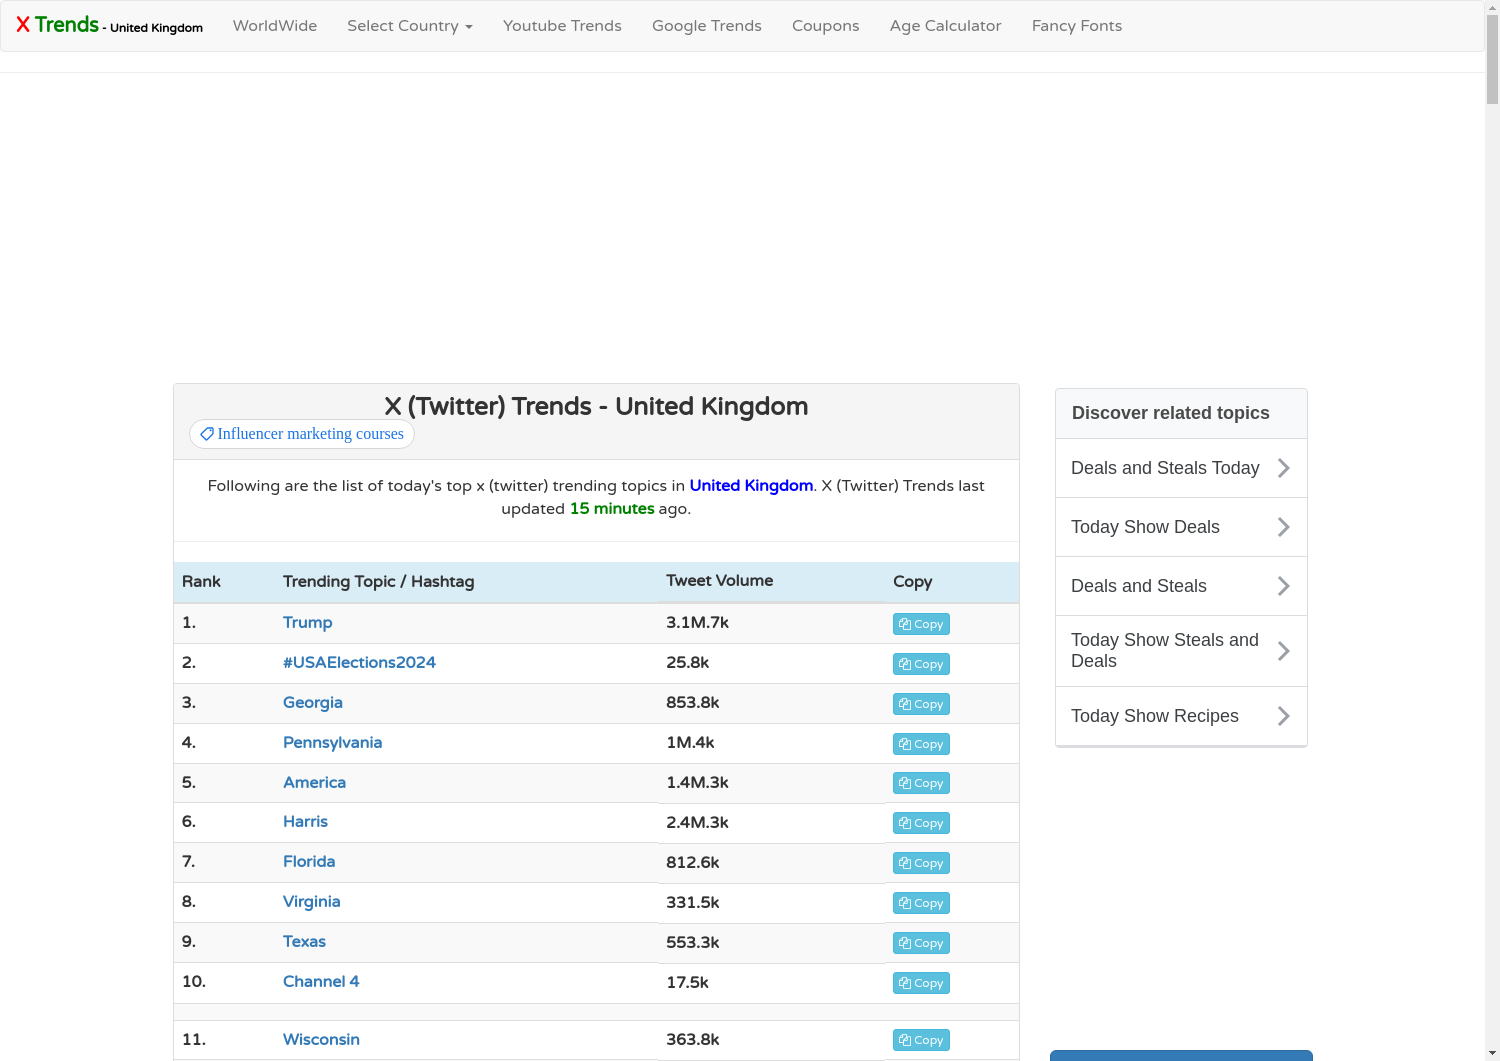 X Trends - United Kingdom WorldWide Select Country Youtube Trends Google Trends Coupons Age Calculator Fancy Fonts
X (Twitter) Trends - United Kingdom
Influencer marketing courses
Following are the list of today's top x (twitter) trending topics in United Kingdom. X (Twitter) Trends last
updated 15 minutes ago.
Rank Trending Topic / Hashtag Tweet Volume Copy
1. Trump 3.1M.7k Copy
2. #USAElections2024 25.8k Copy
3. Georgia 853.8k Copy
4. Pennsylvania 1M.4k Copy
5. America 1.4M.3k Copy
6. Harris 2.4M.3k Copy
7. Florida 812.6k Copy
8. Virginia 331.5k Copy
9. Texas 553.3k Copy
10. Channel 4 17.5k Copy
11. Wisconsin 363.8k Copy
Discover related topics
Deals and Steals Today
Today Show Deals
Deals and Steals
Today Show Steals and
Deals
Today Show Recipes